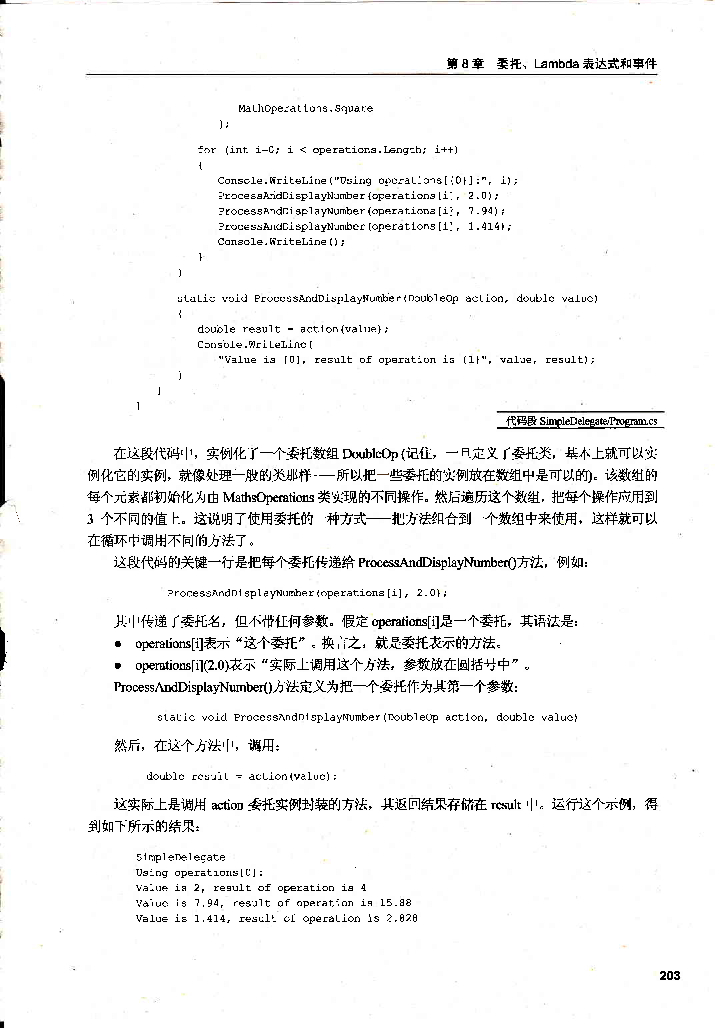 第 8 章 委托、Lambda 表达式和事件
MathOperations.Square
};
for (int i=0; i < operations.Length; i++)
{
Console.WriteLine("Using operations[{0}]:", i);
ProcessAndDisplayNumber(operations[i], 2.0);
ProcessAndDisplayNumber(operations[i], 7.94);
ProcessAndDisplayNumber(operations[i], 1.414);
Console.WriteLine();
}
}
static void ProcessAndDisplayNumber(DoubleOp action, double value)
{
double result = action(value);
Console.WriteLine(
"Value is {0}, result of operation is {1}", value, result);
}
}
}
代码段 SimpleDelegate/Program.cs
在这段代码中，实例化了一个委托数组 DoubleOp (记住，一旦定义了委托类，基本上就可以实
例化它的实例，就像处理一般的类那样——所以把一些委托的实例放在数组中是可以的)。该数组的
每个元素都初始化为由 MathsOperations 类实现的不同操作。然后遍历这个数组，把每个操作应用到
3 个不同的值上。这说明了使用委托的一种方式——把方法组合到一个数组中来使用，这样就可以
在循环中调用不同的方法了。
这段代码的关键一行是把每个委托传递给 ProcessAndDisplayNumber()方法，例如：
ProcessAndDisplayNumber(operations[i], 2.0);
其中传递了委托名，但不带任何参数。假定 operations[i]是一个委托，其语法是：
● operations[i]表示“这个委托”。换言之，就是委托表示的方法。
● operations[i](2.0)表示“实际上调用这个方法，参数放在圆括号中”。
ProcessAndDisplayNumber()方法定义为把一个委托作为其第一个参数：
static void ProcessAndDisplayNumber(DoubleOp action, double value)
然后，在这个方法中，调用：
double result = action(value);
这实际上是调用 action 委托实例封装的方法，其返回结果存储在 result 中。运行这个示例，得
到如下所示的结果：
SimpleDelegate
Using operations[0]:
Value is 2, result of operation is 4
Value is 7.94, result of operation is 15.88
Value is 1.414, result of operation is 2.828
203